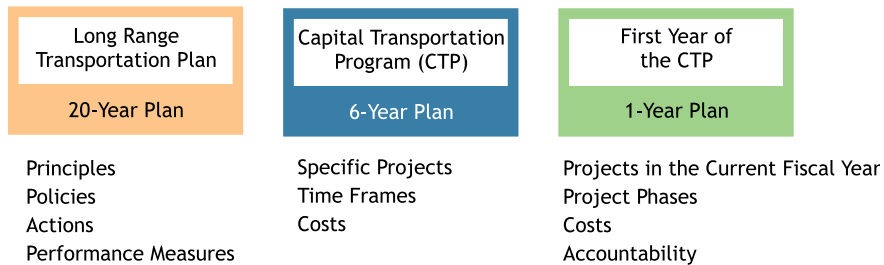 Long Range
Transportation Plan
20-Year Plan
Principles
Policies
Actions
Performance Measures
Capital Transportation
Program (CTP)
6-Year Plan
Specific Projects
Time Frames
Costs
First Year of
the CTP
1-Year Plan
Projects in the Current Fiscal Year
Project Phases
Costs
Accountability